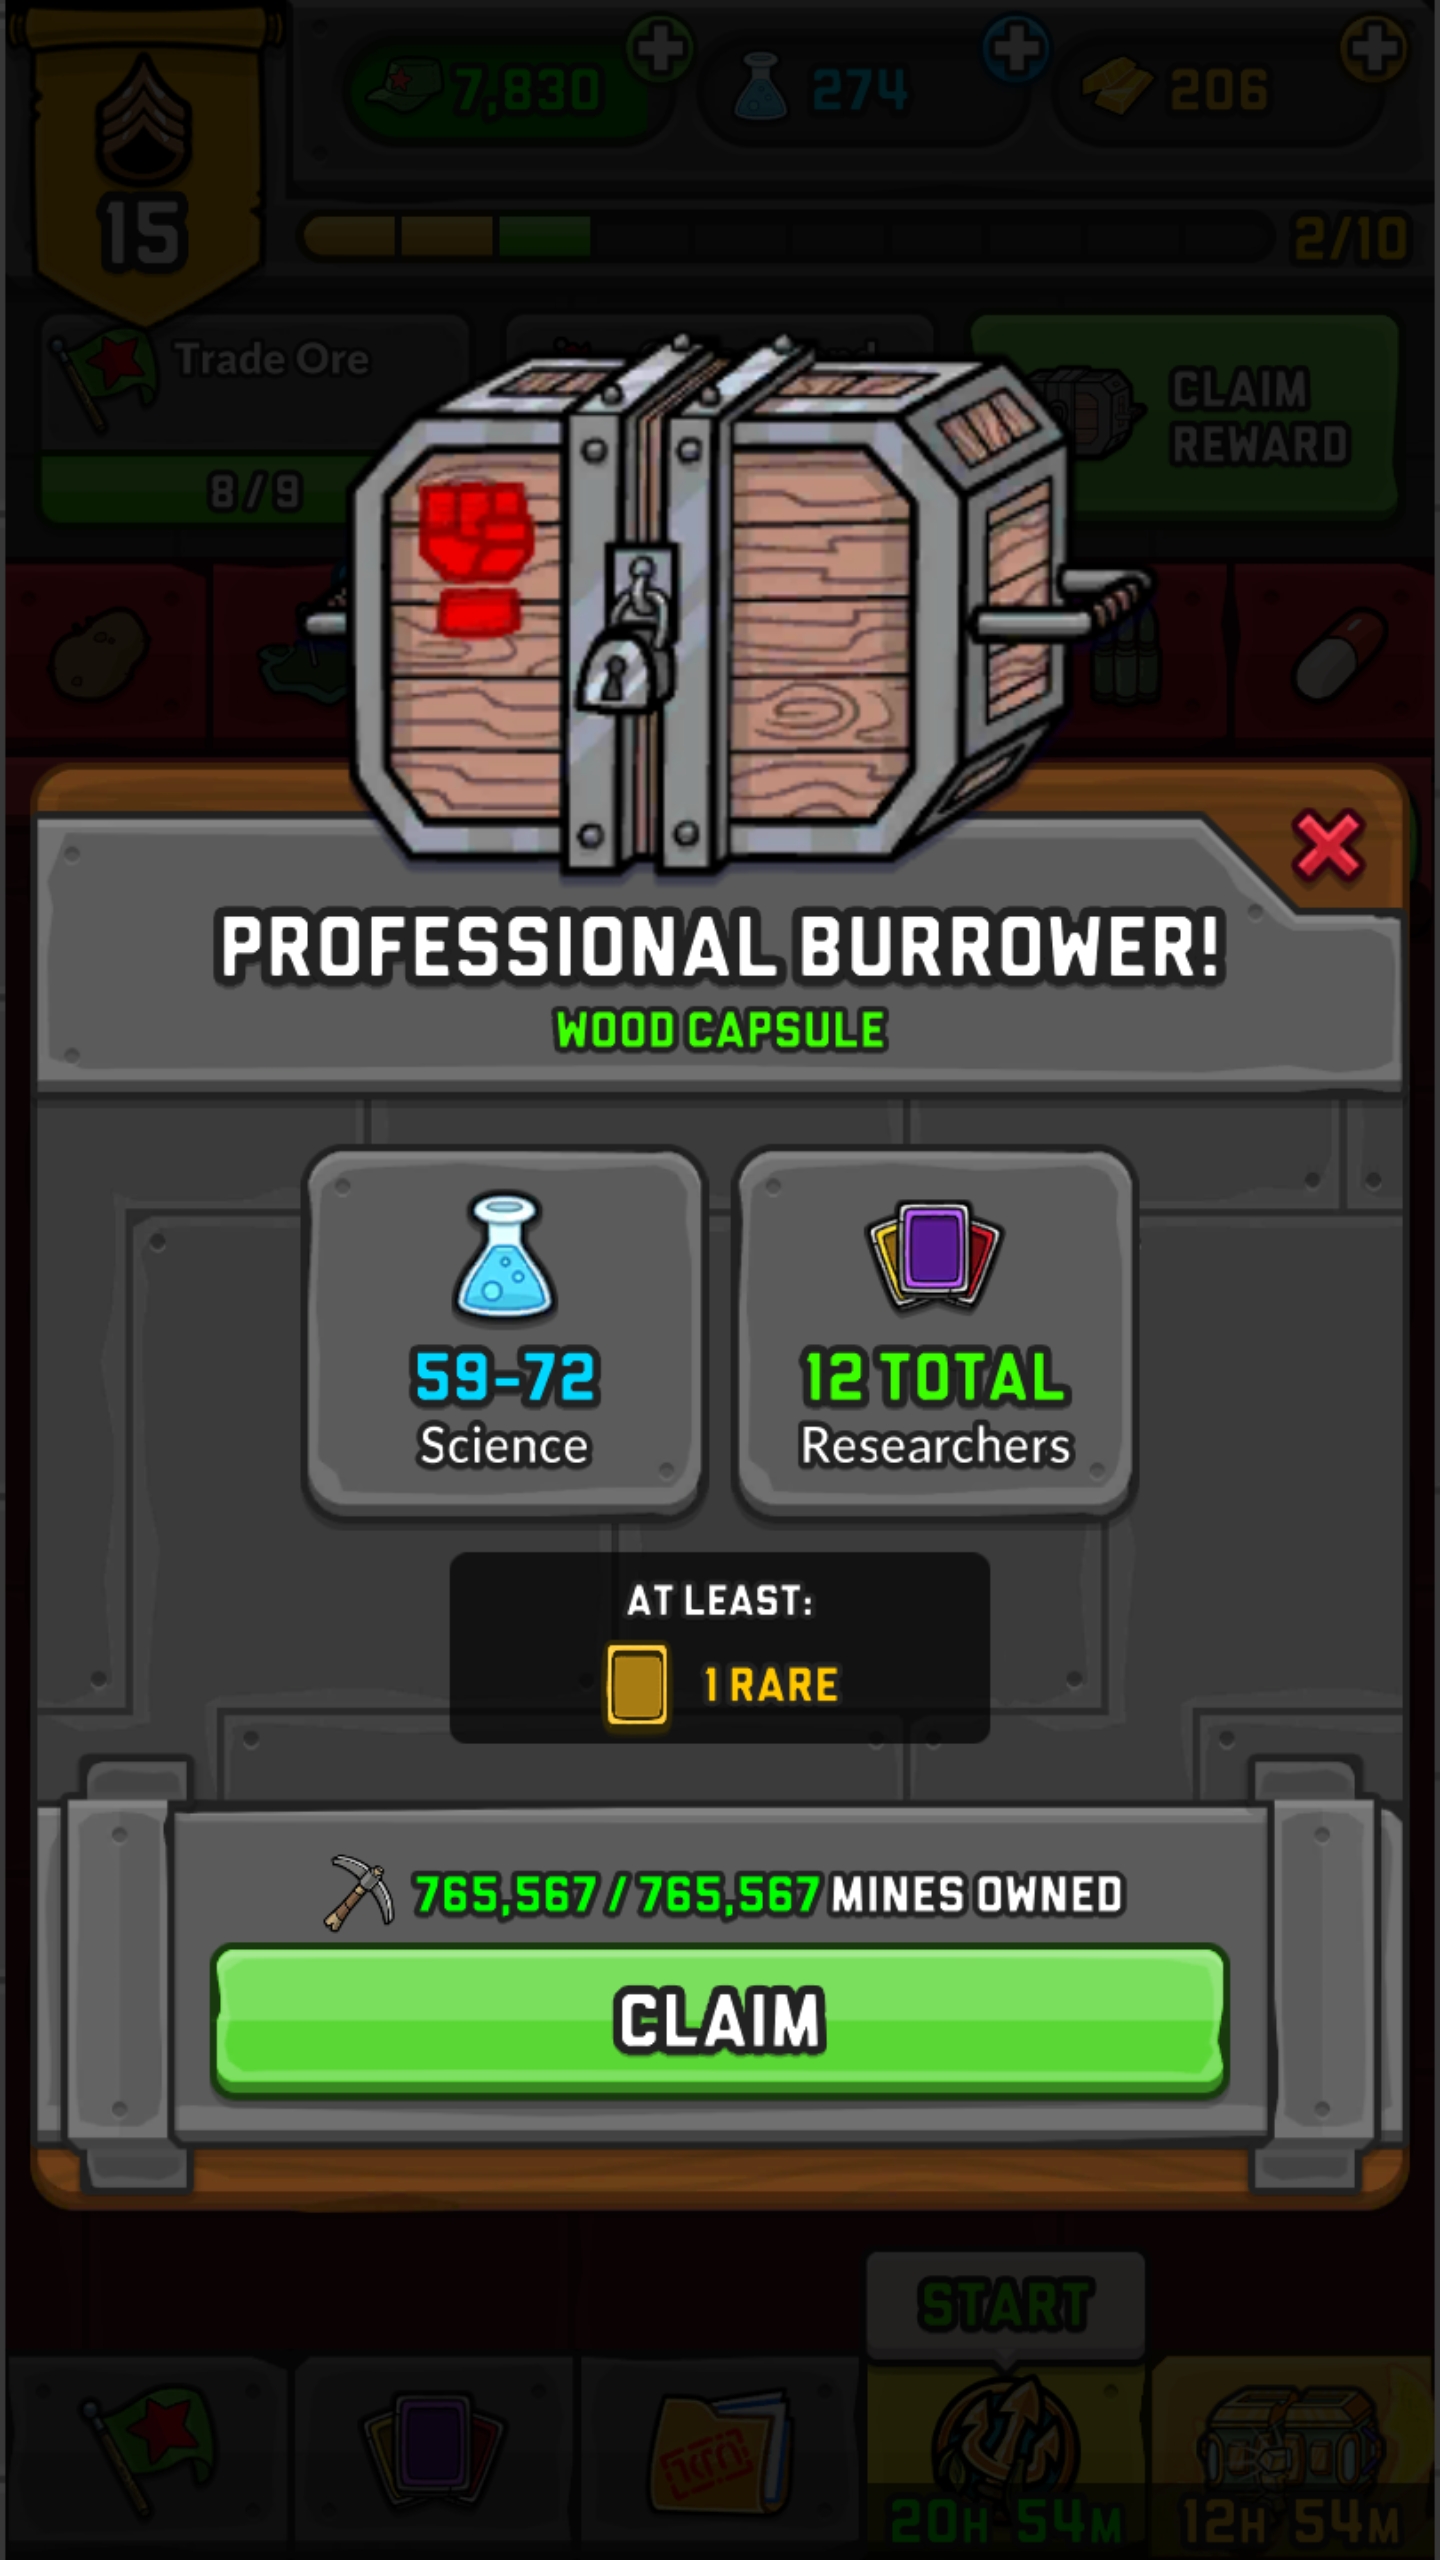 7,830
274
206
15
2/10
Trade Ore
CLAIM
REWARD
8/9
PROFESSIONAL BURROWER!
WOOD CAPSULE
59-72
Science
12 TOTAL
Researchers
AT LEAST:
1 RARE
765,567/765,567 MINES OWNED
CLAIM
START
20H 54M
12H 54M